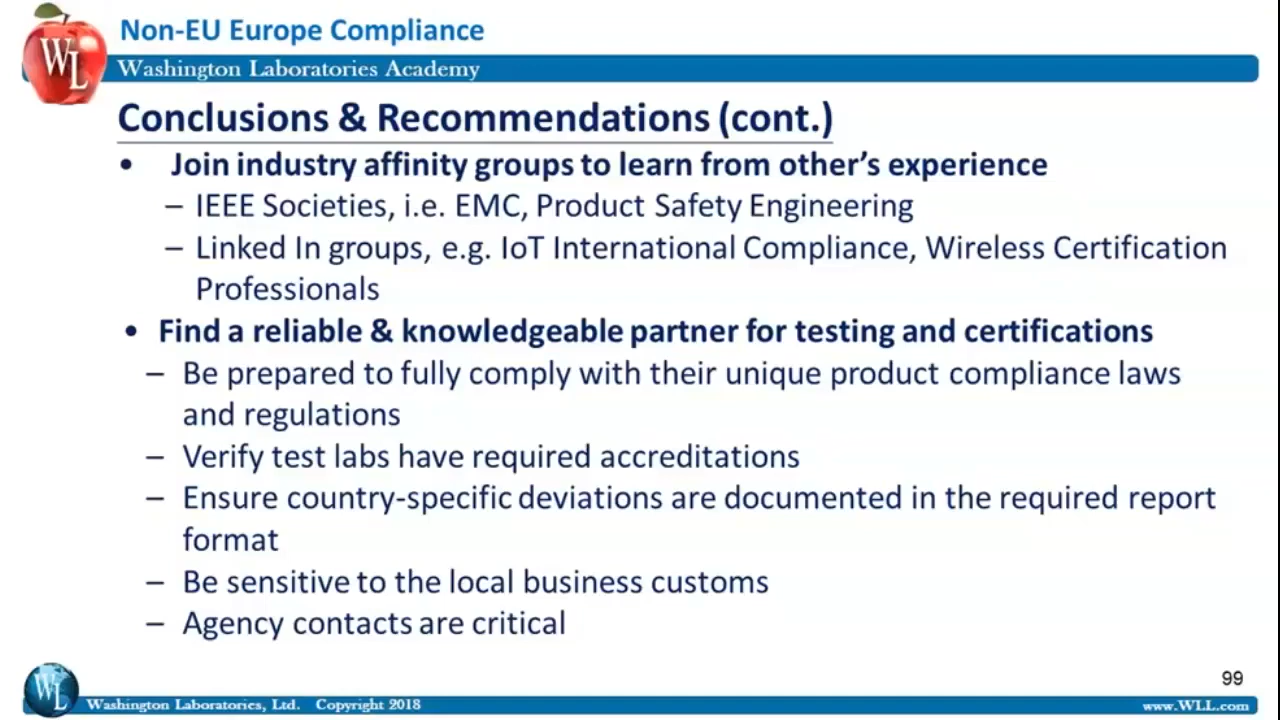 Non-EU Europe Compliance
WL
Washington Laboratories Academy
Conclusions & Recommendations (cont.)
• Join industry affinity groups to learn from other's experience
– IEEE Societies, i.e. EMC, Product Safety Engineering
– Linked In groups, e.g. IoT International Compliance, Wireless Certification
Professionals
• Find a reliable & knowledgeable partner for testing and certifications
– Be prepared to fully comply with their unique product compliance laws
and regulations
– Verify test labs have required accreditations
– Ensure country-specific deviations are documented in the required report
format
– Be sensitive to the local business customs
– Agency contacts are critical
99
WL
Washington Laboratories, Ltd. Copyright 2018
www.WLL.com